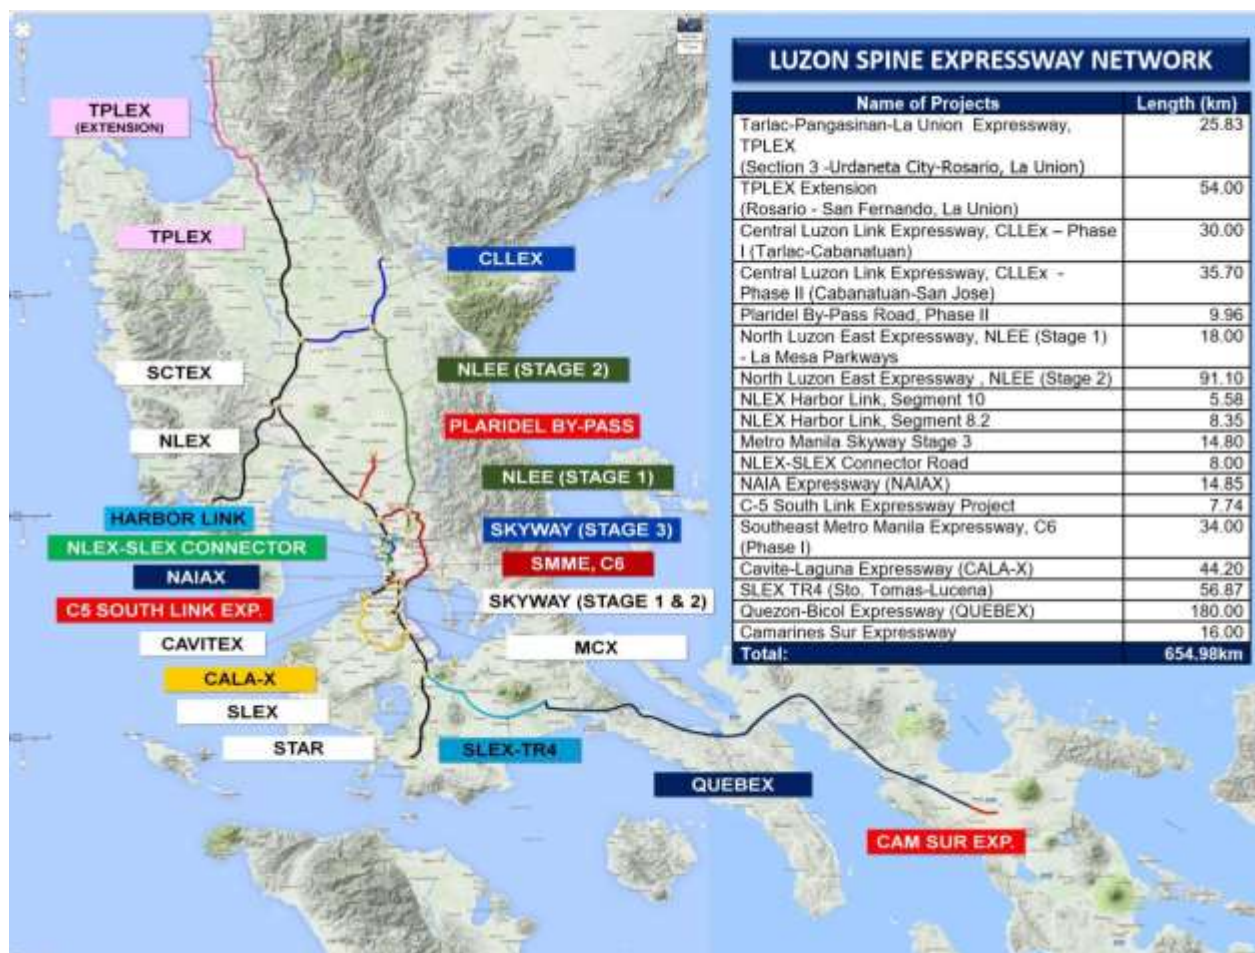 LUZON SPINE EXPRESSWAY NETWORK
Name of Projects Length (km)
Tarlac-Pangasinan-La Union Expressway, 25.83
TPLEX
(Section 3 -Urdaneta City-Rosario, La Union)
TPLEX Extension 54.00
(Rosario - San Fernando, La Union)
Central Luzon Link Expressway, CLLEx – Phase 30.00
I (Tarlac-Cabanatuan)
Central Luzon Link Expressway, CLLEx - 35.70
Phase II (Cabanatuan-San Jose)
Plaridel By-Pass Road, Phase II 9.96
North Luzon East Expressway, NLEE (Stage 1) 18.00
- La Mesa Parkways
North Luzon East Expressway , NLEE (Stage 2) 91.10
NLEX Harbor Link, Segment 10 5.58
NLEX Harbor Link, Segment 8.2 8.35
Metro Manila Skyway Stage 3 14.80
NLEX-SLEX Connector Road 8.00
NAIA Expressway (NAIAX) 14.85
C-5 South Link Expressway Project 7.74
Southeast Metro Manila Expressway, C6 34.00
(Phase I)
Cavite-Laguna Expressway (CALA-X) 44.20
SLEX TR4 (Sto. Tomas-Lucena) 56.87
Quezon-Bicol Expressway (QUEBEX) 180.00
Camarines Sur Expressway 16.00
Total: 654.98km
TPLEX
(EXTENSION)
TPLEX
CLLEX
SCTEX
NLEE (STAGE 2)
NLEX
PLARIDEL BY-PASS
NLEE (STAGE 1)
HARBOR LINK
SKYWAY (STAGE 3)
NLEX-SLEX CONNECTOR
SMME, C6
NAIAX
SKYWAY (STAGE 1 & 2)
C5 SOUTH LINK EXP.
CAVITEX
MCX
CALA-X
SLEX
STAR
SLEX-TR4
QUEBEX
CAM SUR EXP.